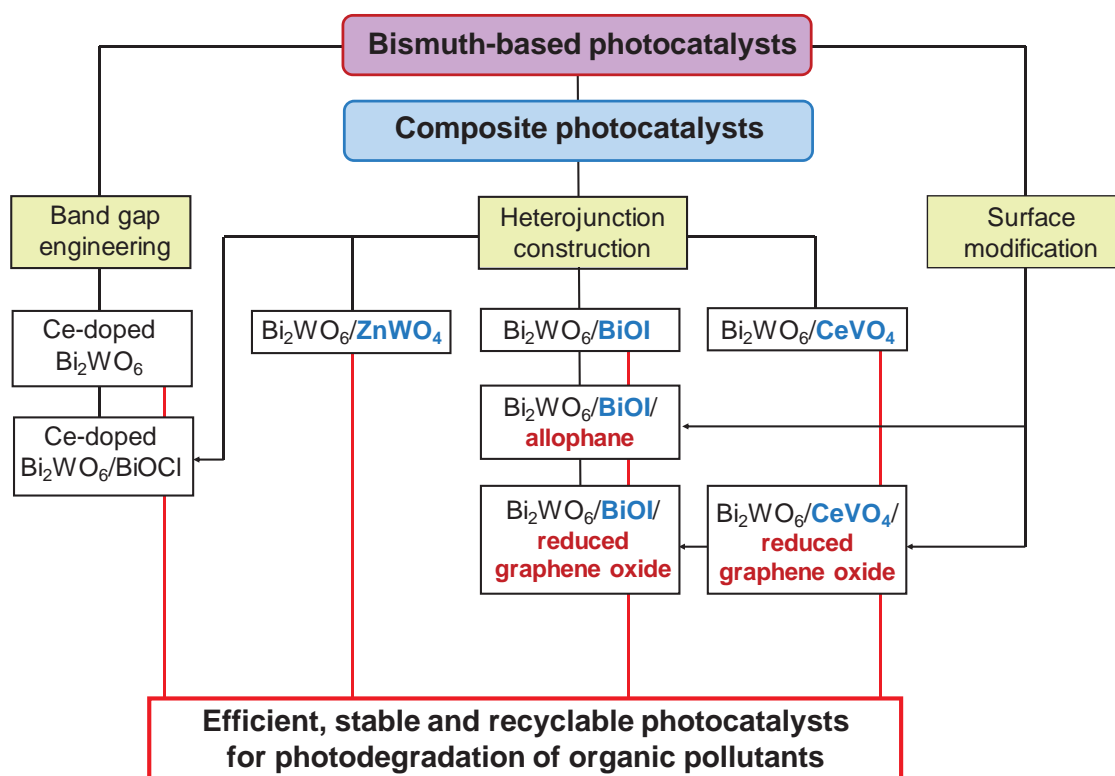 Bismuth-based photocatalysts
Composite photocatalysts
Band gap
engineering
Heterojunction
construction
Surface
modification
Ce-doped
Bi₂WO₆
Bi₂WO₆/ZnWO₄
Bi₂WO₆/BiOI
Bi₂WO₆/CeVO₄
Ce-doped
Bi₂WO₆/BiOCl
Bi₂WO₆/BiOI/
allophane
Bi₂WO₆/BiOI/
reduced
graphene oxide
Bi₂WO₆/CeVO₄/
reduced
graphene oxide
Efficient, stable and recyclable photocatalysts
for photodegradation of organic pollutants